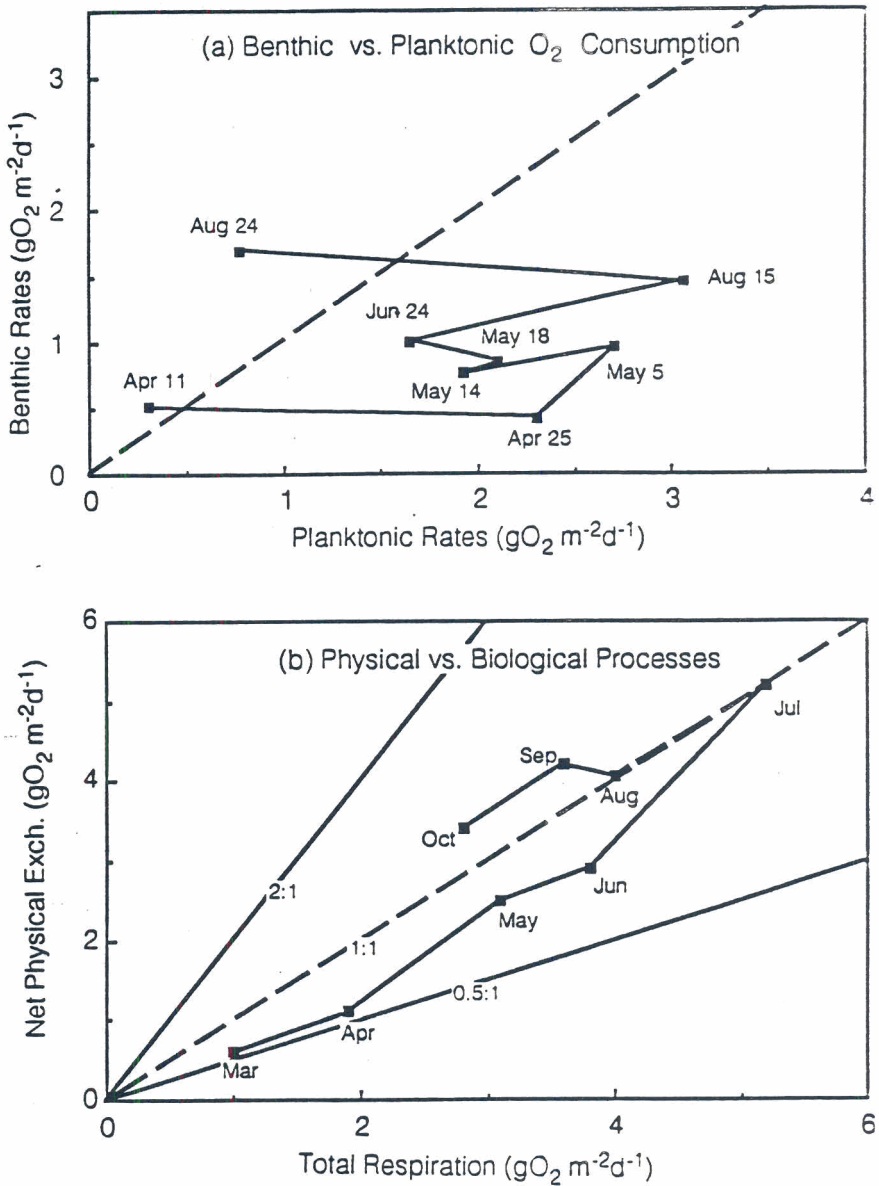 (a) Benthic vs. Planktonic O₂ Consumption
3
2
1
0
Benthic Rates (gO₂ m⁻²d⁻¹)
Aug 24
Aug 15
Jun 24
May 18
May 14
May 5
Apr 11
Apr 25
0 1 2 3 4
Planktonic Rates (gO₂ m⁻²d⁻¹)
(b) Physical vs. Biological Processes
6
4
2
0
Net Physical Exch. (gO₂ m⁻²d⁻¹)
Jul
Sep
Aug
Oct
Jun
2:1
May
1:1
0.5:1
Apr
Mar
0 2 4 6
Total Respiration (gO₂ m⁻²d⁻¹)